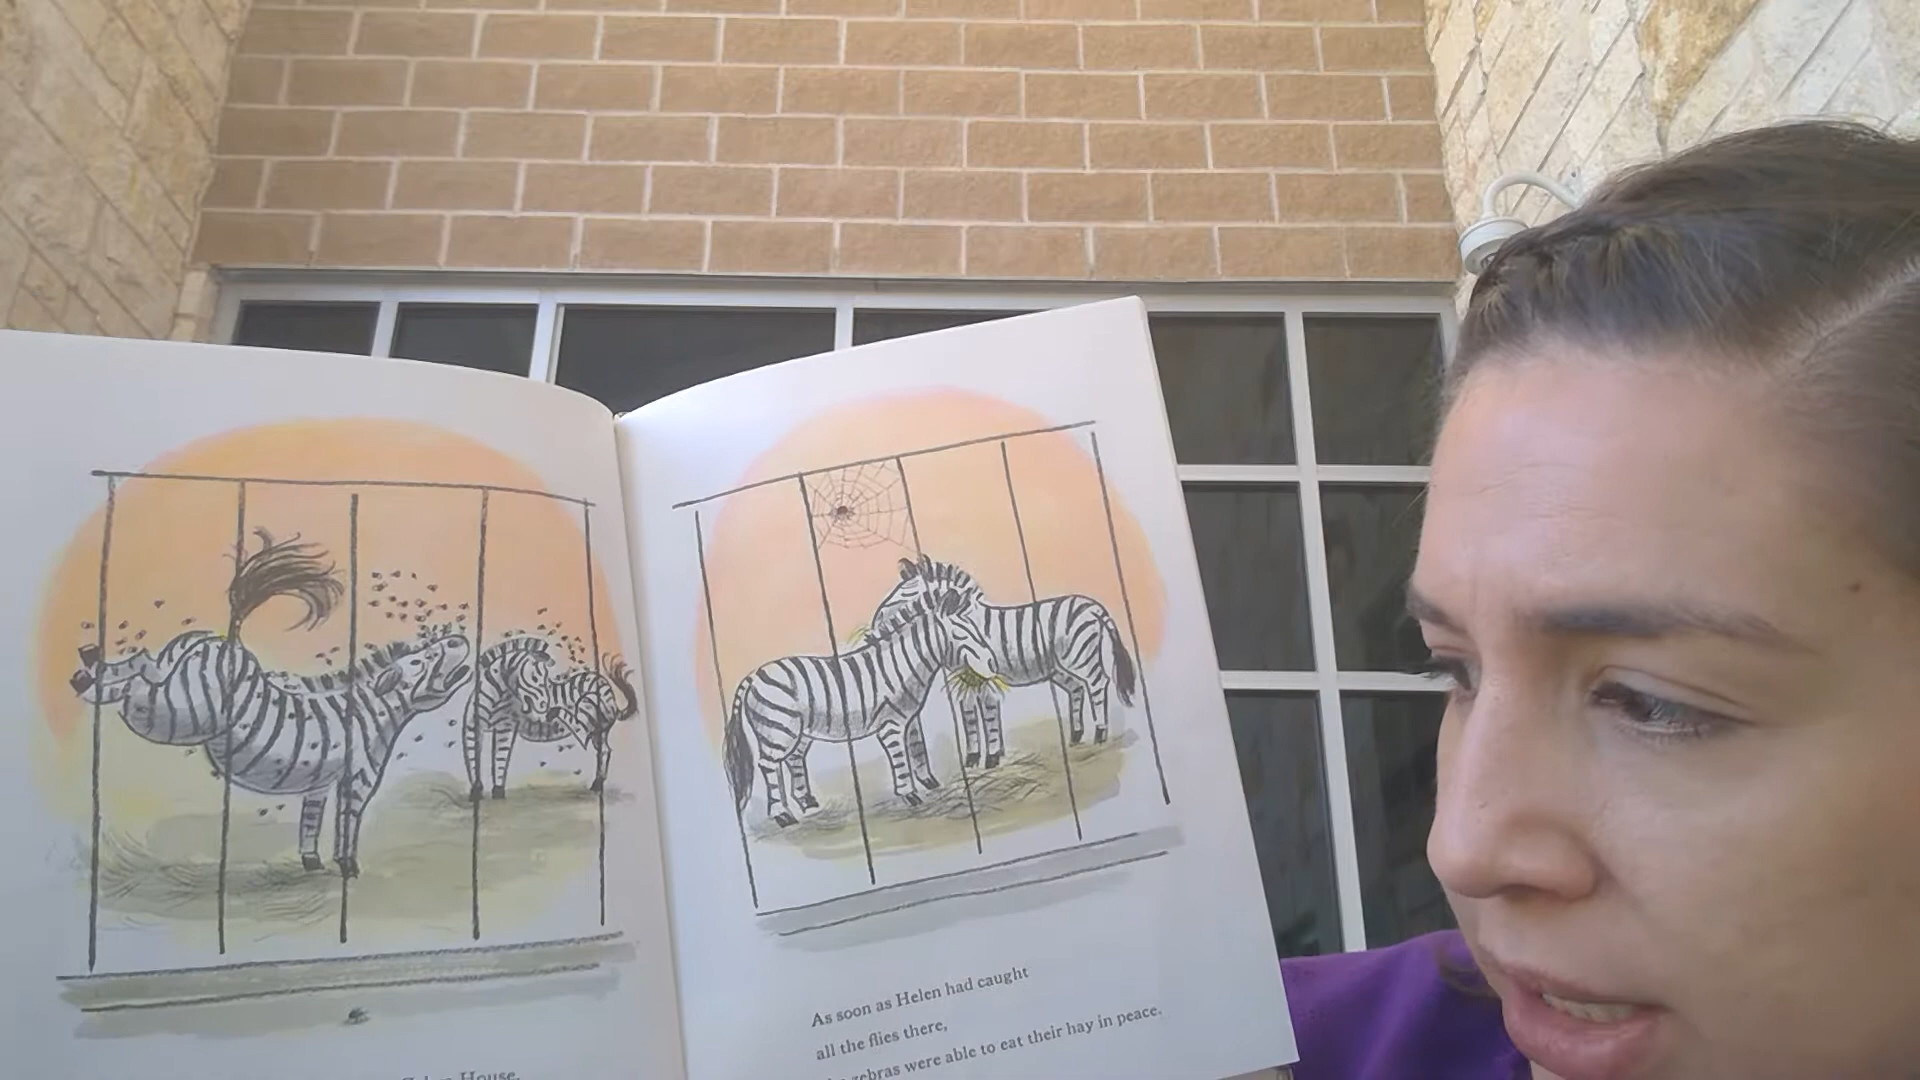 House.
As soon as Helen had caught
all the flies there,
zebras were able to eat their hay in peace.